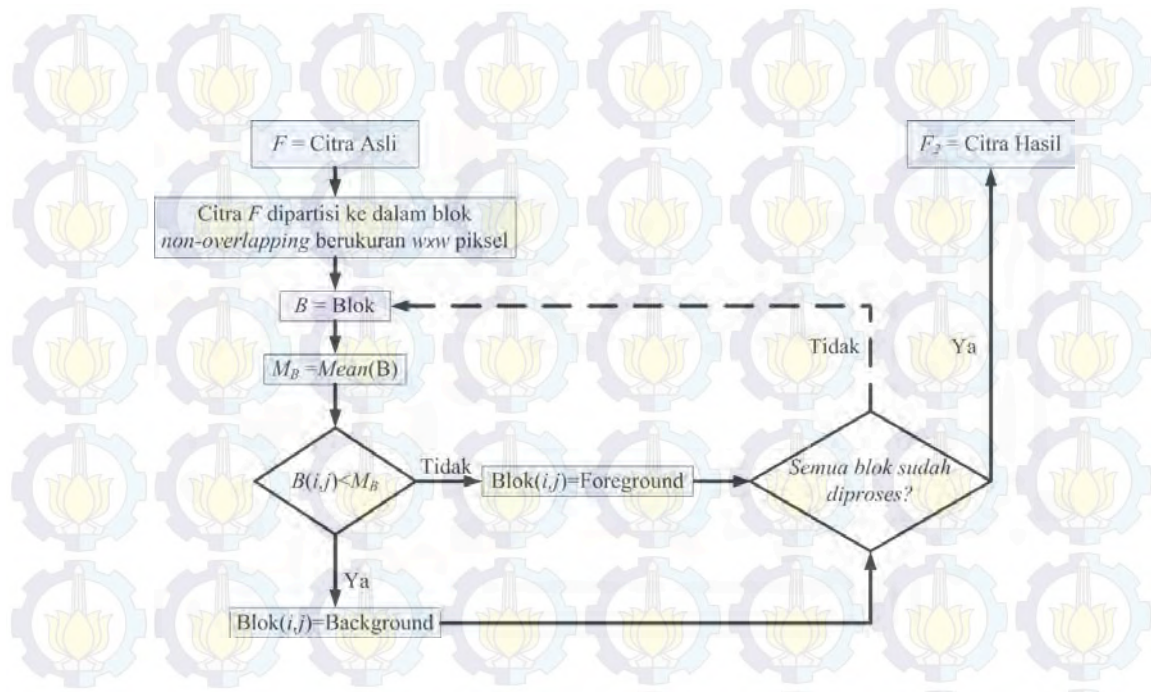 F = Citra Asli
F2 = Citra Hasil
Citra F dipartisi ke dalam blok
non-overlapping berukuran wxw piksel
B = Blok
MB =Mean(B)
Tidak
Ya
B(i,j)<MB
Tidak
Blok(i,j)=Foreground
Semua blok sudah
diproses?
Ya
Blok(i,j)=Background